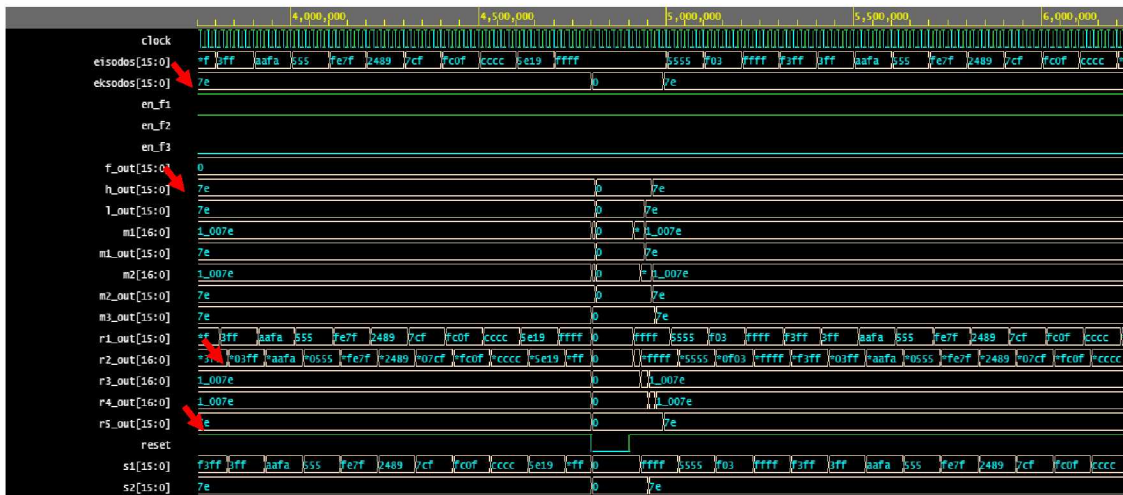 4,000,000 4,500,000 5,000,000 5,500,000 6,000,000
clock
eisodos[15:0] *f 3ff aafa 555 fe7f 2489 7cf fc0f cccc 5e19 ffff 5555 f03 ffff f3ff 3ff aafa 555 fe7f 2489 7cf fc0f cccc
eksodos[15:0] 7e 0 7e
en_f1
en_f2
en_f3
f_out[15:0] 0
h_out[15:0] 7e 0 7e
l_out[15:0] 7e 0 7e
m1[16:0] 1_007e 0 * 1_007e
m1_out[15:0] 7e 0 7e
m2[16:0] 1_007e 0 * 1_007e
m2_out[15:0] 7e 0 7e
m3_out[15:0] 7e 0 7e
r1_out[15:0] *f 3ff aafa 555 fe7f 2489 7cf fc0f cccc 5e19 ffff 0 ffff 5555 f03 ffff f3ff 3ff aafa 555 fe7f 2489 7cf fc0f cccc
r2_out[16:0] *03ff *aafa *0555 *fe7f *2489 *07cf *fc0f *cccc *5e19 *ff 0 *ffff *5555 *0f03 *ffff *f3ff *03ff *aafa *0555 *fe7f *2489 *07cf *fc0f *cccc
r3_out[16:0] 1_007e 0 1_007e
r4_out[16:0] 1_007e 0 1_007e
r5_out[15:0] 0 7e
reset
s1[15:0] f3ff 3ff aafa 555 fe7f 2489 7cf fc0f cccc 5e19 *ff 0 ffff 5555 f03 ffff f3ff 3ff aafa 555 fe7f 2489 7cf fc0f cccc
s2[15:0] 7e 0 7e